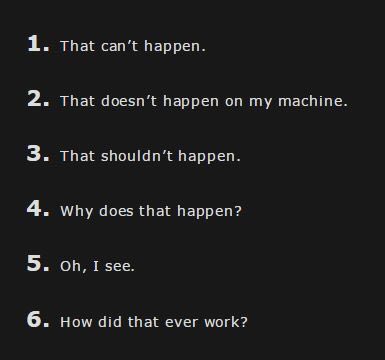 1. That can’t happen.
2. That doesn’t happen on my machine.
3. That shouldn’t happen.
4. Why does that happen?
5. Oh, I see.
6. How did that ever work?